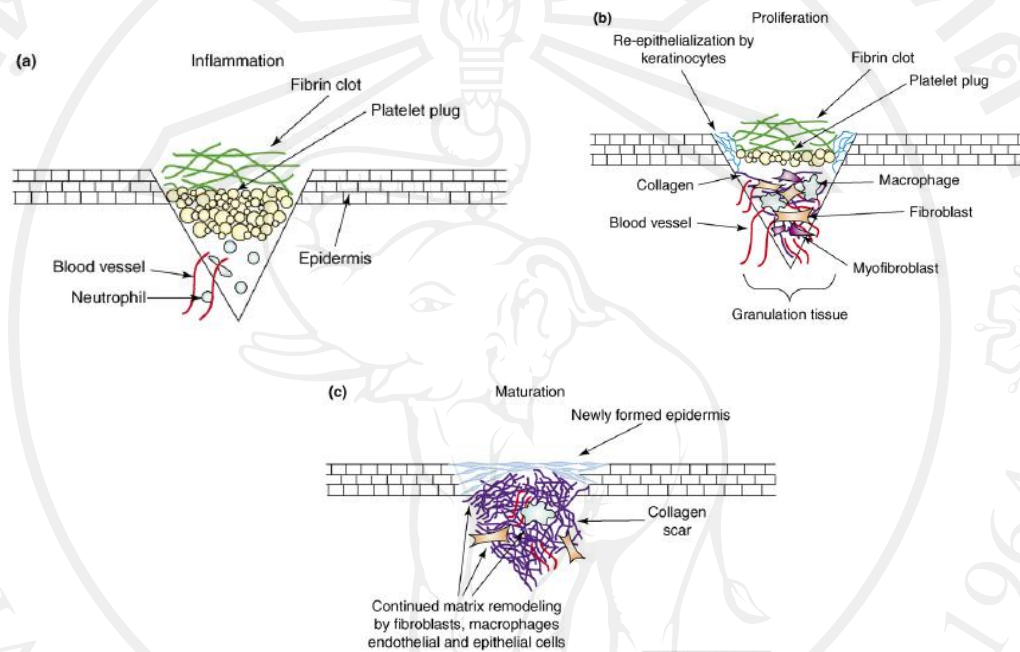 (a)
Inflammation
Fibrin clot
Platelet plug
Blood vessel
Neutrophil
Epidermis
(b)
Proliferation
Re-epithelialization by
keratinocytes
Fibrin clot
Platelet plug
Collagen
Macrophage
Blood vessel
Fibroblast
Myofibroblast
Granulation tissue
(c)
Maturation
Newly formed epidermis
Collagen
scar
Continued matrix remodeling
by fibroblasts, macrophages
endothelial and epithelial cells
1964